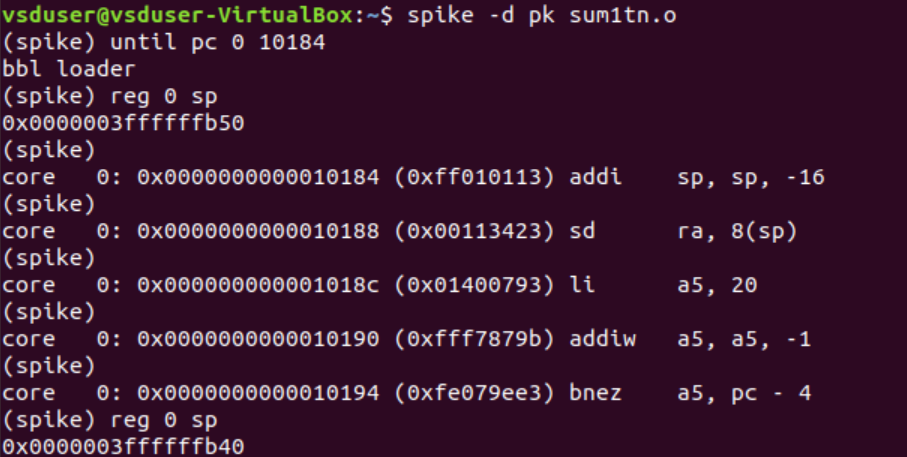 vsduser@vsduser-VirtualBox:~$ spike -d pk sum1tn.o
(spike) until pc 0 10184
bbl loader
(spike) reg 0 sp
0x0000003ffffffb50
(spike)
core   0: 0x0000000000010184 (0xff010113) addi    sp, sp, -16
(spike)
core   0: 0x0000000000010188 (0x00113423) sd      ra, 8(sp)
(spike)
core   0: 0x000000000001018c (0x01400793) li      a5, 20
(spike)
core   0: 0x0000000000010190 (0xfff7879b) addiw   a5, a5, -1
(spike)
core   0: 0x0000000000010194 (0xfe079ee3) bnez    a5, pc - 4
(spike) reg 0 sp
0x0000003ffffffb40